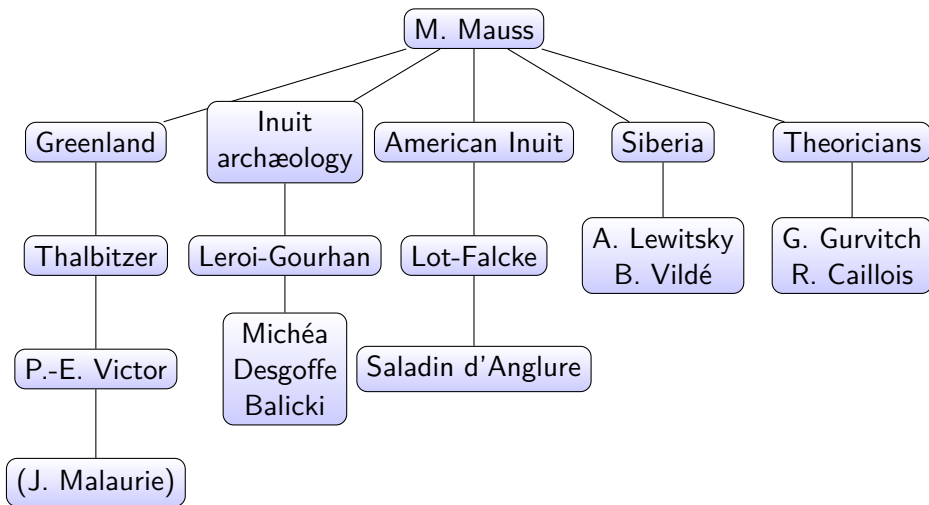 M. Mauss
Greenland
Inuit
archæology
American Inuit
Siberia
Theoricians
Thalbitzer
Leroi-Gourhan
Lot-Falcke
A. Lewitsky
B. Vildé
G. Gurvitch
R. Caillois
P.-E. Victor
Michéa
Desgoffe
Balicki
Saladin d'Anglure
(J. Malaurie)